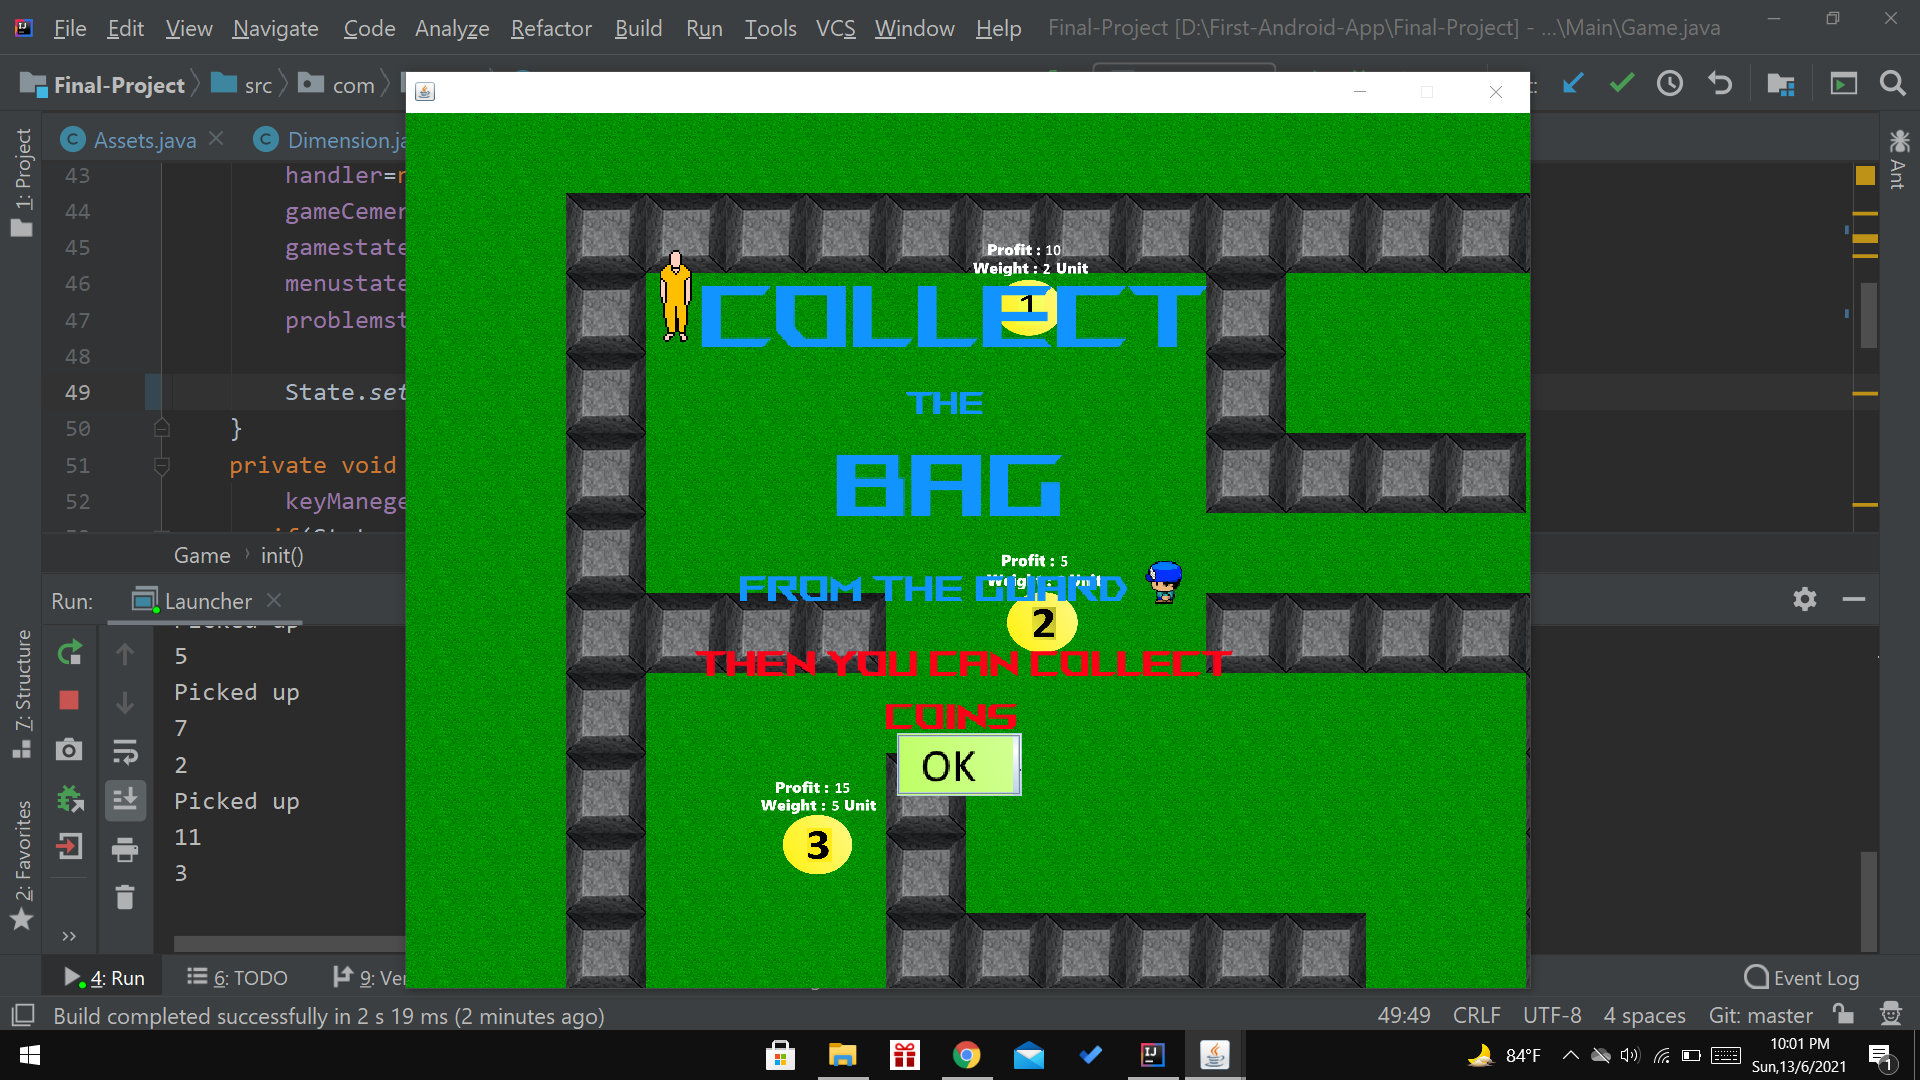 File Edit View Navigate Code Analyze Refactor Build Run Tools VCS Window Help Final-Project [D:\First-Android-App\Final-Project] - ...\Main\Game.java
Final-Project src com
Assets.java Dimension.ja
43 handler=
44 gameCemer
45 gamestate
46 menustate
47 problemst
48
49 State.set
50 }
51 private void
52 keyManege
Game init()
Run: Launcher
Picked up
5
Picked up
7
2
Picked up
11
3
1: Project
7: Structure
2: Favorites
Ant
Profit : 10
Weight : 2 Unit
1
COLLECT
THE
BAG
Profit : 5
Weight : Unit
FROM THE GUARD
2
THEN YOU CAN COLLECT
COINS
OK
Profit : 15
Weight : 5 Unit
3
4: Run 6: TODO 9: Ver Event Log
Build completed successfully in 2 s 19 ms (2 minutes ago) 49:49 CRLF UTF-8 4 spaces Git: master
84°F 10:01 PM
Sun,13/6/2021
1